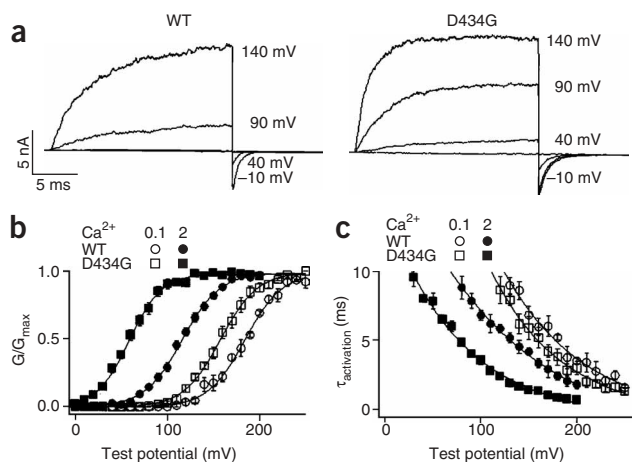 a
WT
D434G
140 mV
90 mV
40 mV
−10 mV
5 nA
5 ms
140 mV
90 mV
40 mV
−10 mV
b
Ca2+ 0.1 2
WT
D434G
1.0
0.5
0.0
G/Gmax
0 100 200
Test potential (mV)
c
Ca2+ 0.1 2
WT
D434G
10
5
0
τactivation (ms)
0 100 200
Test potential (mV)